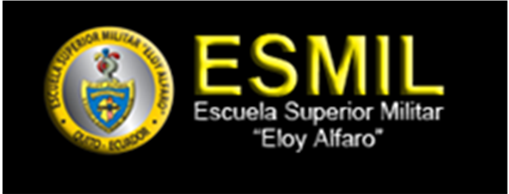 ESCUELA SUPERIOR MILITAR "ELOY ALFARO"
QUITO - ECUADOR
ESMIL
Escuela Superior Militar
"Eloy Alfaro"